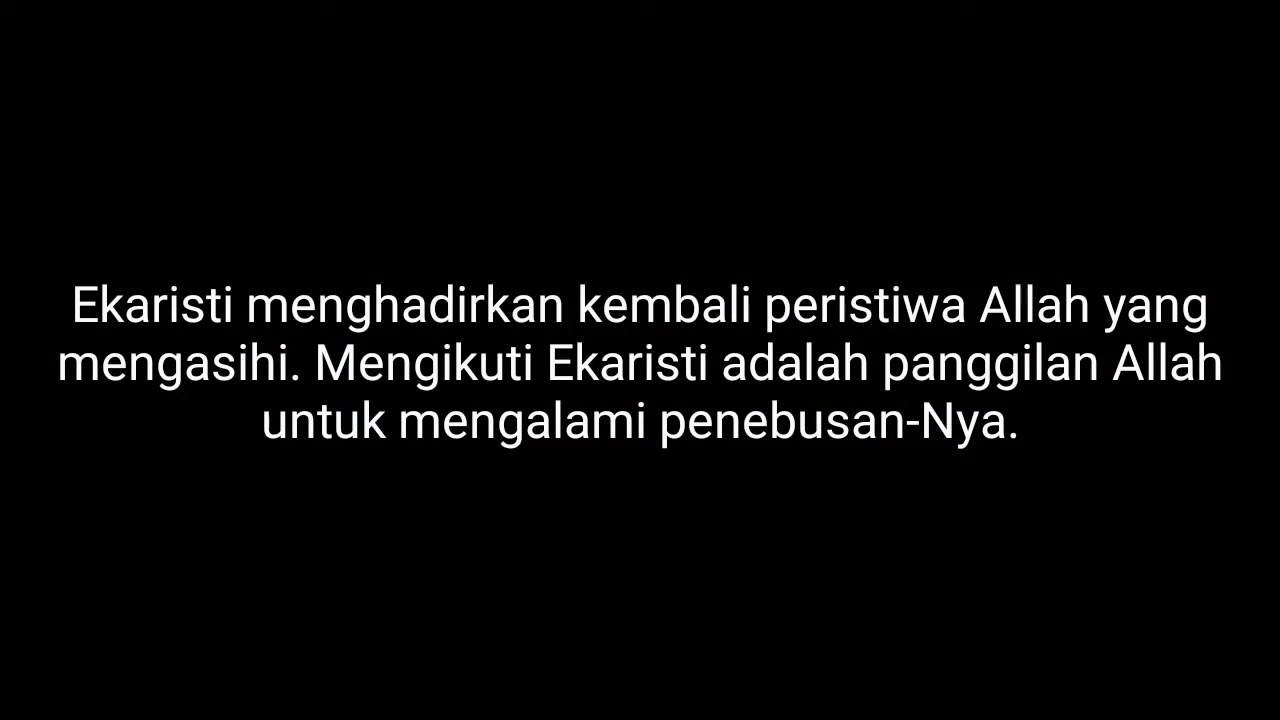 Ekaristi menghadirkan kembali peristiwa Allah yang
mengasihi. Mengikuti Ekaristi adalah panggilan Allah
untuk mengalami penebusan-Nya.